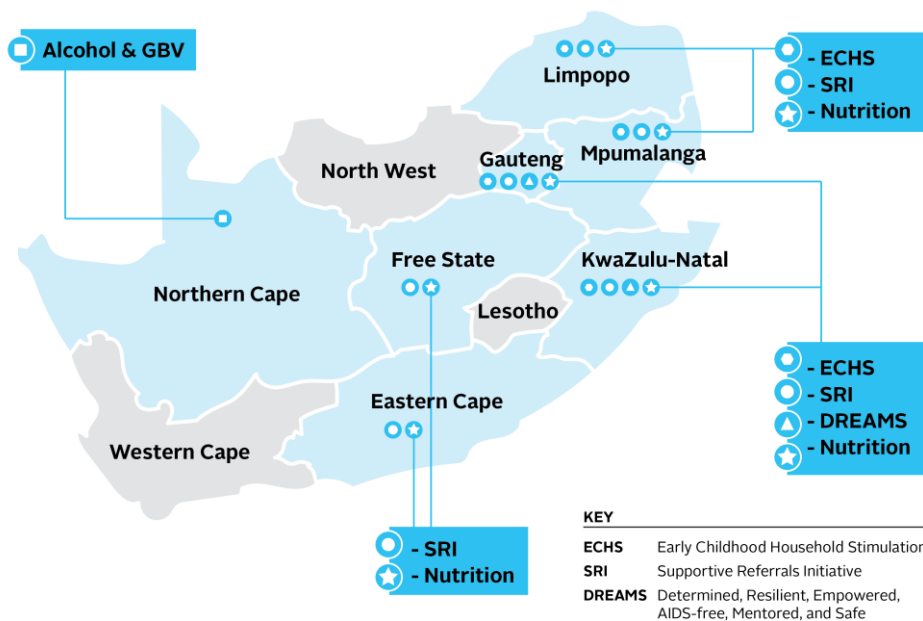 Alcohol & GBV
Limpopo
- ECHS
- SRI
- Nutrition
North West
Gauteng
Mpumalanga
Northern Cape
Free State
KwaZulu-Natal
Lesotho
Eastern Cape
Western Cape
- ECHS
- SRI
- DREAMS
- Nutrition
- SRI
- Nutrition
KEY
ECHS Early Childhood Household Stimulation
SRI Supportive Referrals Initiative
DREAMS Determined, Resilient, Empowered,
AIDS-free, Mentored, and Safe